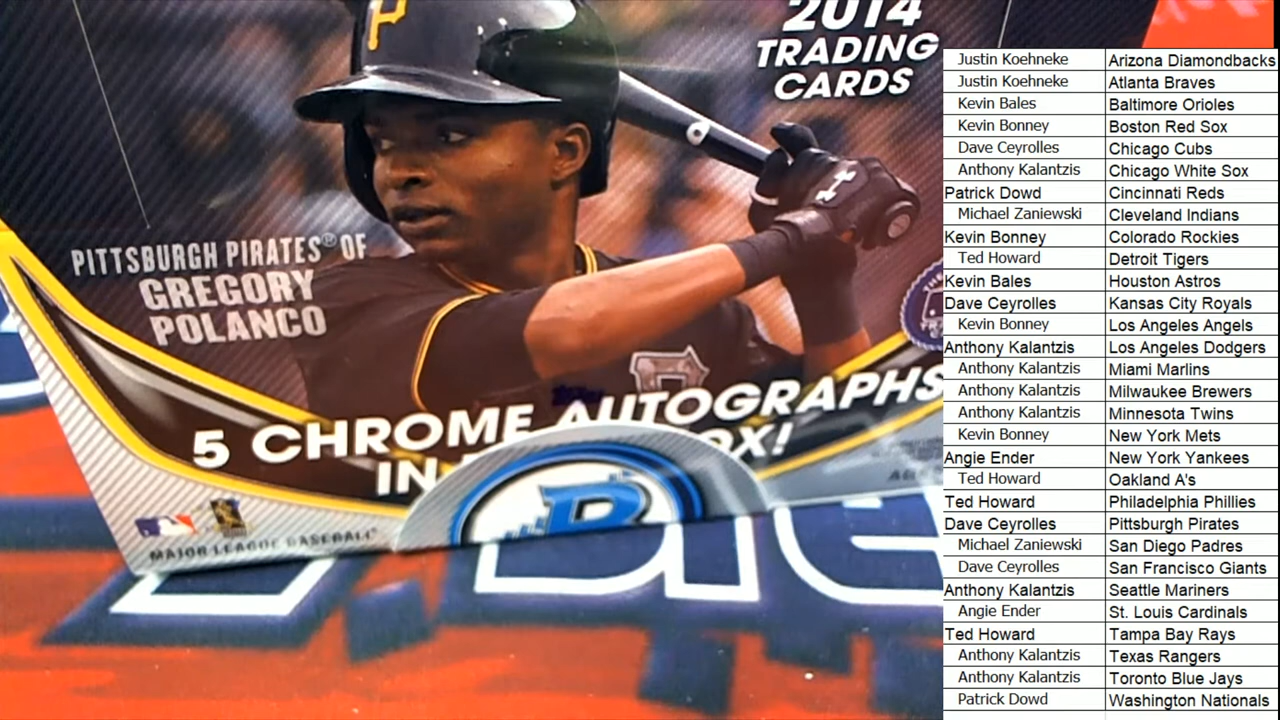 2014
TRADING
CARDS
PITTSBURGH PIRATES® OF
GREGORY
POLANCO
5 CHROME AUTOGRAPHS
IN
OX!
MAJOR LEAGUE BASEBALL
B
Justin Koehneke Arizona Diamondbacks
Justin Koehneke Atlanta Braves
Kevin Bales Baltimore Orioles
Kevin Bonney Boston Red Sox
Dave Ceyrolles Chicago Cubs
Anthony Kalantzis Chicago White Sox
Patrick Dowd Cincinnati Reds
Michael Zaniewski Cleveland Indians
Kevin Bonney Colorado Rockies
Ted Howard Detroit Tigers
Kevin Bales Houston Astros
Dave Ceyrolles Kansas City Royals
Kevin Bonney Los Angeles Angels
Anthony Kalantzis Los Angeles Dodgers
Anthony Kalantzis Miami Marlins
Anthony Kalantzis Milwaukee Brewers
Anthony Kalantzis Minnesota Twins
Kevin Bonney New York Mets
Angie Ender New York Yankees
Ted Howard Oakland A's
Ted Howard Philadelphia Phillies
Dave Ceyrolles Pittsburgh Pirates
Michael Zaniewski San Diego Padres
Dave Ceyrolles San Francisco Giants
Anthony Kalantzis Seattle Mariners
Angie Ender St. Louis Cardinals
Ted Howard Tampa Bay Rays
Anthony Kalantzis Texas Rangers
Anthony Kalantzis Toronto Blue Jays
Patrick Dowd Washington Nationals